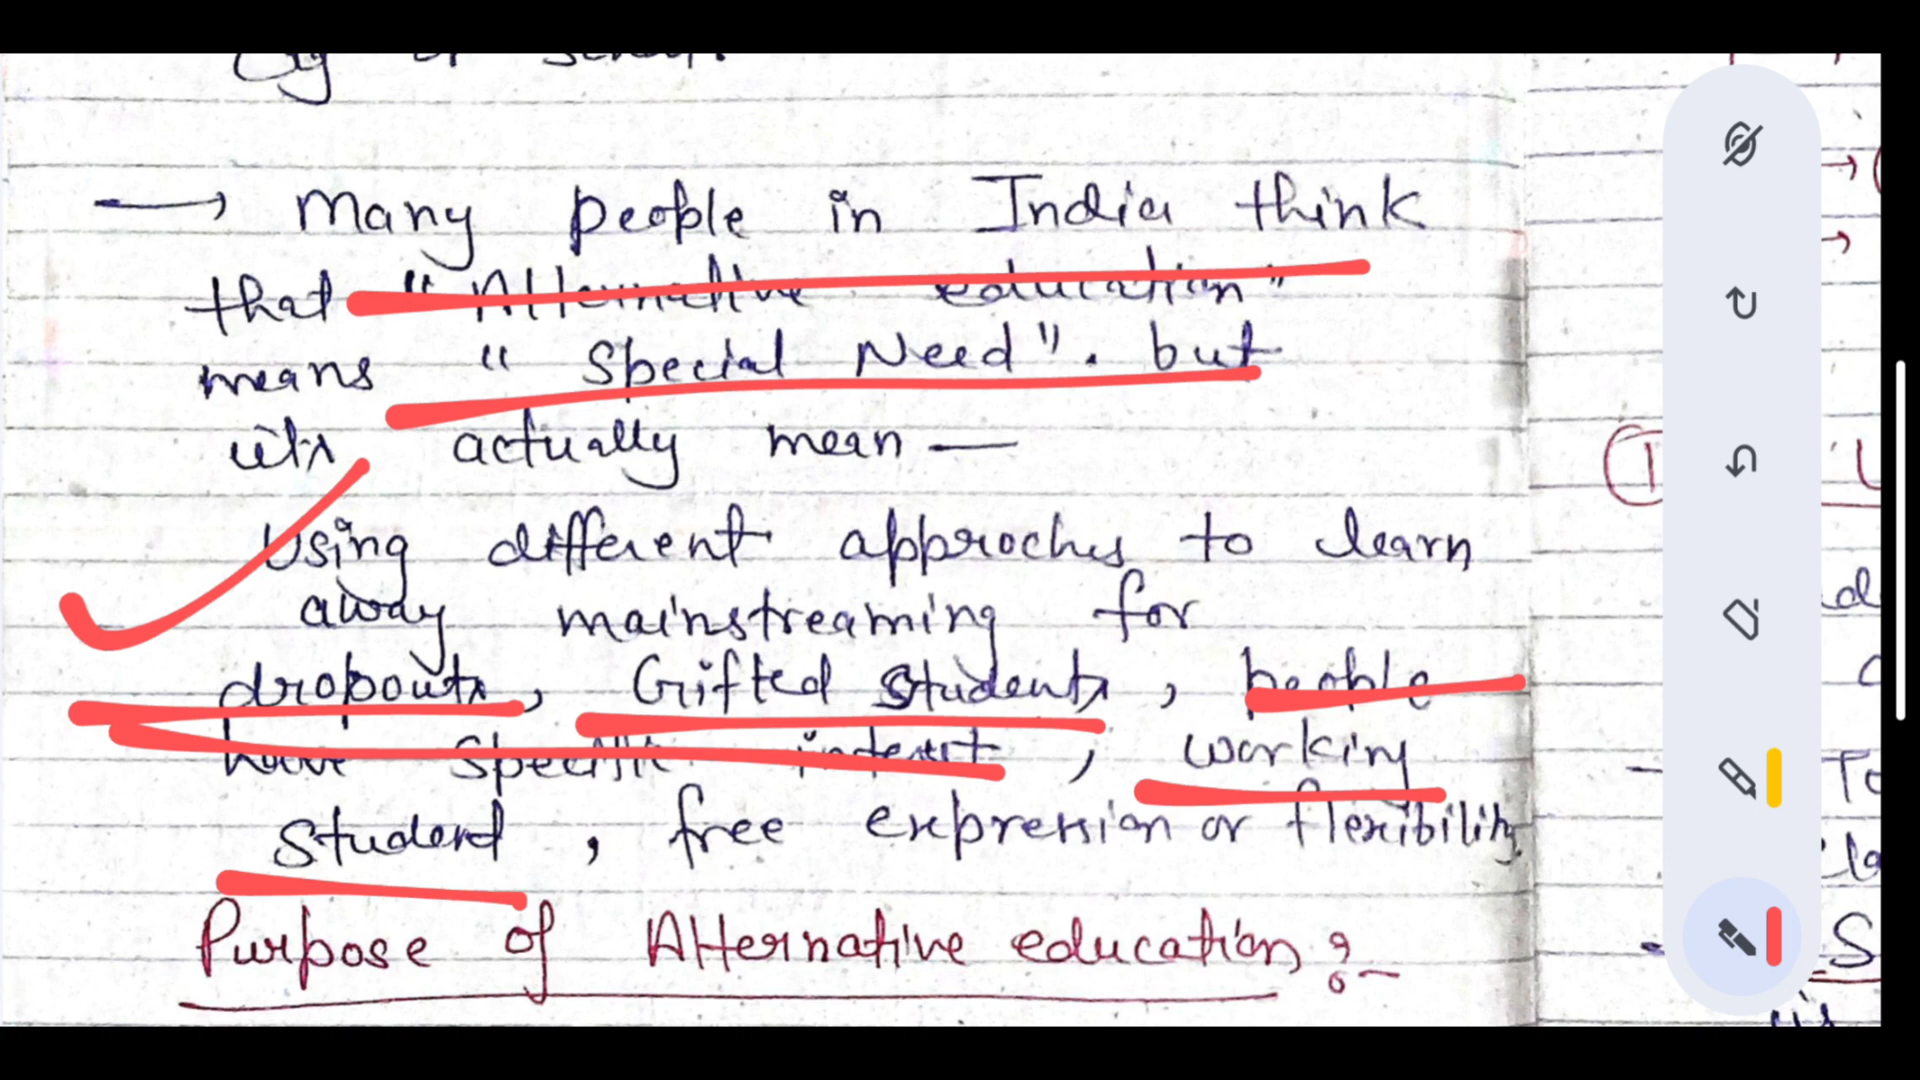 → Many people in India think
that "Alternative education"
means "Special Need". but
actually mean —
Using different approches to learn
away mainstreaming for
dropouts, Gifted Students, people
have specific interest, working
Student, free expression or flexibility
Purpose of Alternative education :-